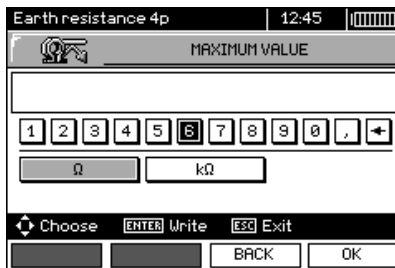 Earth resistance 4p 12:45
MAXIMUM VALUE
1 2 3 4 5 6 7 8 9 0 , ←
Ω kΩ
Choose ENTER Write ESC Exit
BACK OK